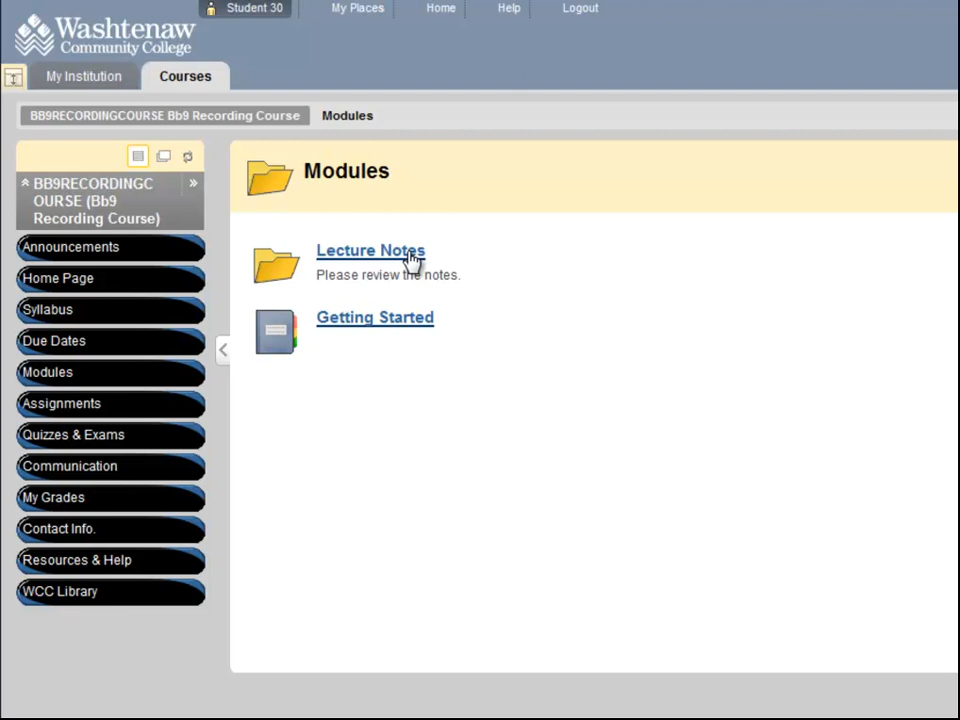 Student 30
My Places
Home
Help
Logout
Washtenaw
Community College
My Institution
Courses
BB9RECORDINGCOURSE Bb9 Recording Course
Modules
BB9RECORDINGC
OURSE (Bb9
Recording Course)
Announcements
Home Page
Syllabus
Due Dates
Modules
Assignments
Quizzes & Exams
Communication
My Grades
Contact Info.
Resources & Help
WCC Library
Modules
Lecture Notes
Please review the notes.
Getting Started